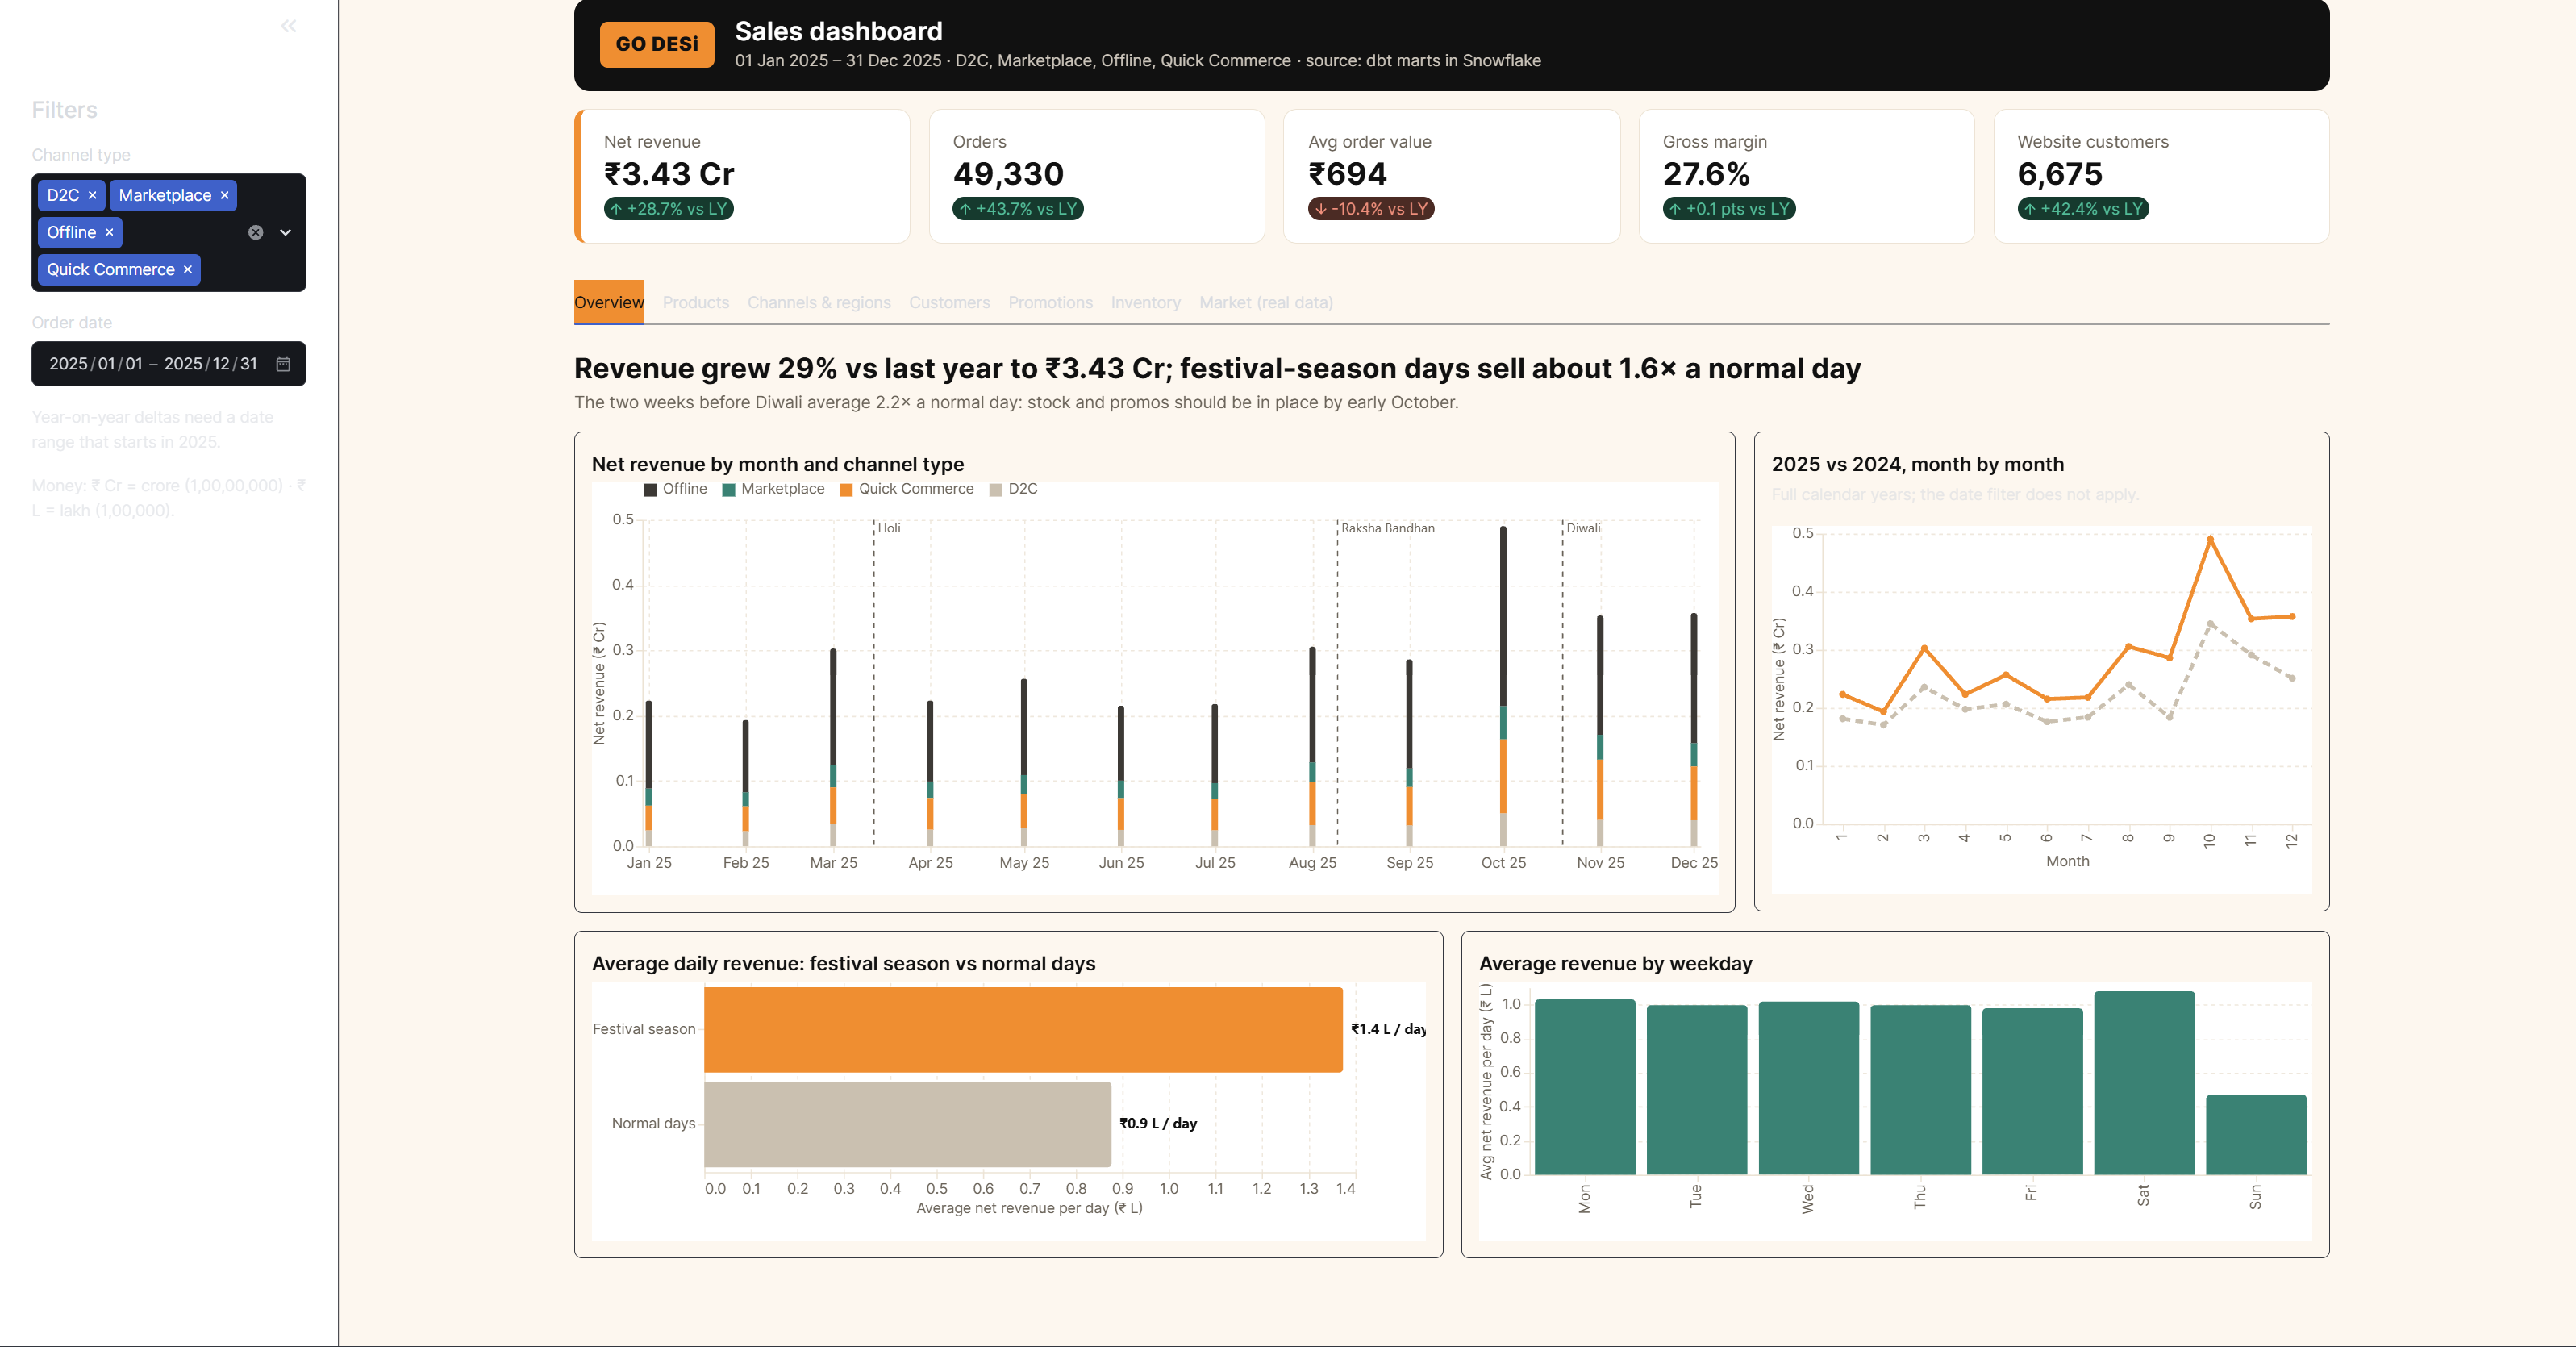 Filters
Channel type
D2C ×
Marketplace ×
Offline ×
Quick Commerce ×
Order date
2025/01/01 – 2025/12/31
Year-on-year deltas need a date
range that starts in 2025.
Money: ₹ Cr = crore (1,00,00,000) · ₹
L = lakh (1,00,000).
GO DESi
Sales dashboard
01 Jan 2025 – 31 Dec 2025 · D2C, Marketplace, Offline, Quick Commerce · source: dbt marts in Snowflake
Net revenue
₹3.43 Cr
↑ +28.7% vs LY
Orders
49,330
↑ +43.7% vs LY
Avg order value
₹694
↓ -10.4% vs LY
Gross margin
27.6%
↑ +0.1 pts vs LY
Website customers
6,675
↑ +42.4% vs LY
Overview Products Channels & regions Customers Promotions Inventory Market (real data)
Revenue grew 29% vs last year to ₹3.43 Cr; festival-season days sell about 1.6× a normal day
The two weeks before Diwali average 2.2× a normal day: stock and promos should be in place by early October.
Net revenue by month and channel type
Offline Marketplace Quick Commerce D2C
Holi
Raksha Bandhan
Diwali
Net revenue (₹ Cr)
0.5
0.4
0.3
0.2
0.1
0.0
Jan 25 Feb 25 Mar 25 Apr 25 May 25 Jun 25 Jul 25 Aug 25 Sep 25 Oct 25 Nov 25 Dec 25
2025 vs 2024, month by month
Full calendar years; the date filter does not apply.
Net revenue (₹ Cr)
0.5
0.4
0.3
0.2
0.1
0.0
1 2 3 4 5 6 7 8 9 10 11 12
Month
Average daily revenue: festival season vs normal days
Festival season
₹1.4 L / day
Normal days
₹0.9 L / day
0.0 0.1 0.2 0.3 0.4 0.5 0.6 0.7 0.8 0.9 1.0 1.1 1.2 1.3 1.4
Average net revenue per day (₹ L)
Average revenue by weekday
Avg net revenue per day (₹ L)
1.0
0.8
0.6
0.4
0.2
0.0
Mon Tue Wed Thu Fri Sat Sun